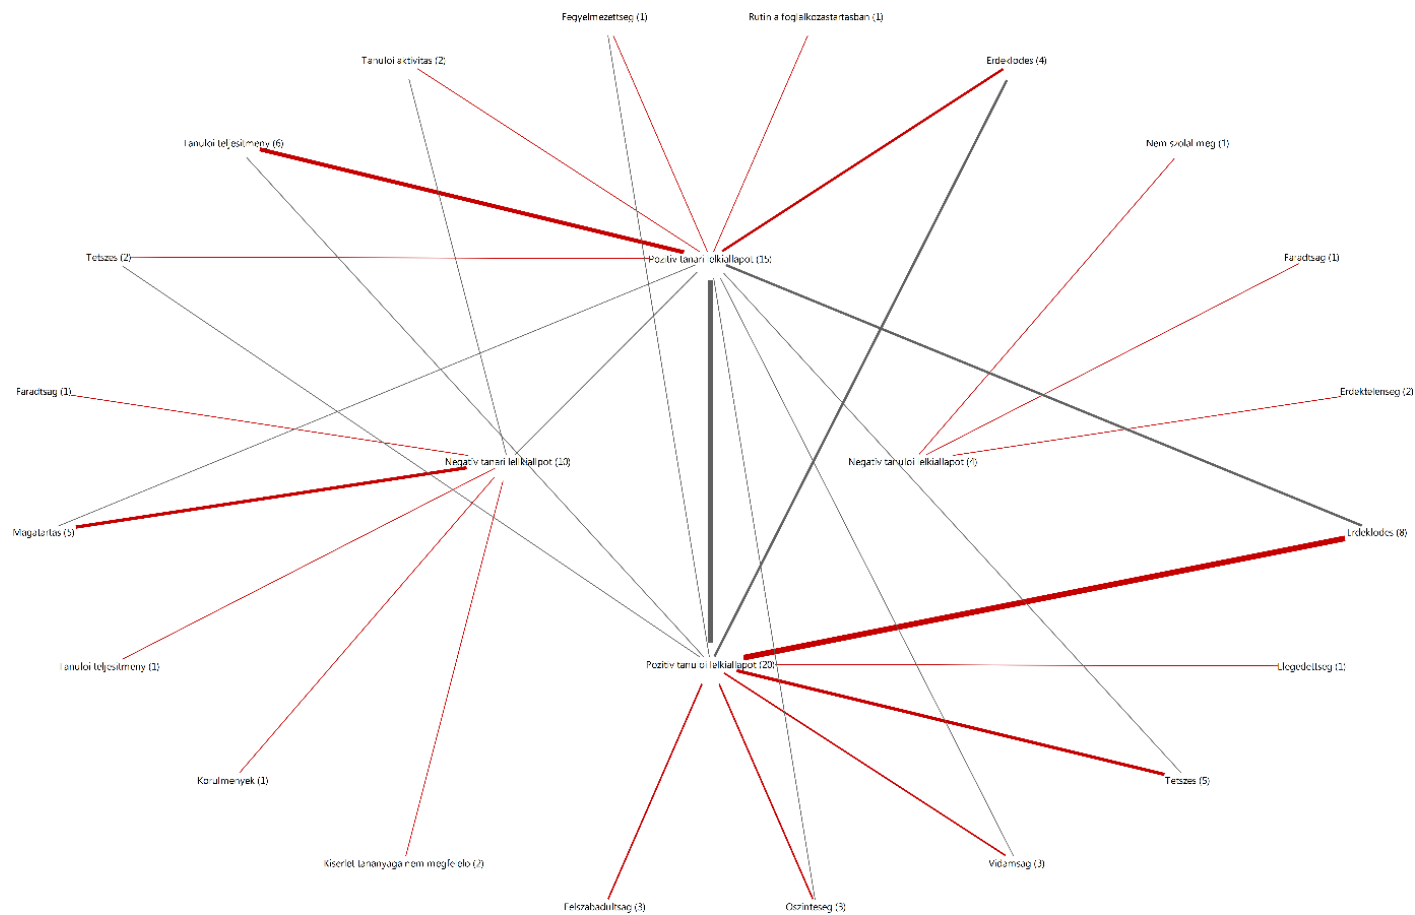 Fegyelmezettseg (1)
Rutin a foglalkozastartasban (1)
Tanuloi aktivitas (2)
Erdeklodes (4)
Tanuloi teljesitmeny (6)
Nem szolal meg (1)
Tetszes (2)
Pozitiv tanari lelkiallapot (15)
Faradtsag (1)
Faradtsag (1)
Erdektelenseg (2)
Negativ tanari lelkiallpot (10)
Negativ tanuloi lelkiallapot (4)
Magatartas (5)
Erdeklodes (8)
Tanuloi teljesitmeny (1)
Pozitiv tanuloi lelkiallapot (20)
Elegedettseg (1)
Korulmenyek (1)
Tetszes (5)
Kiserlet tananyaga nem megfelelo (2)
Vidamsag (3)
Felszabadultsag (3)
Oszinteseg (3)